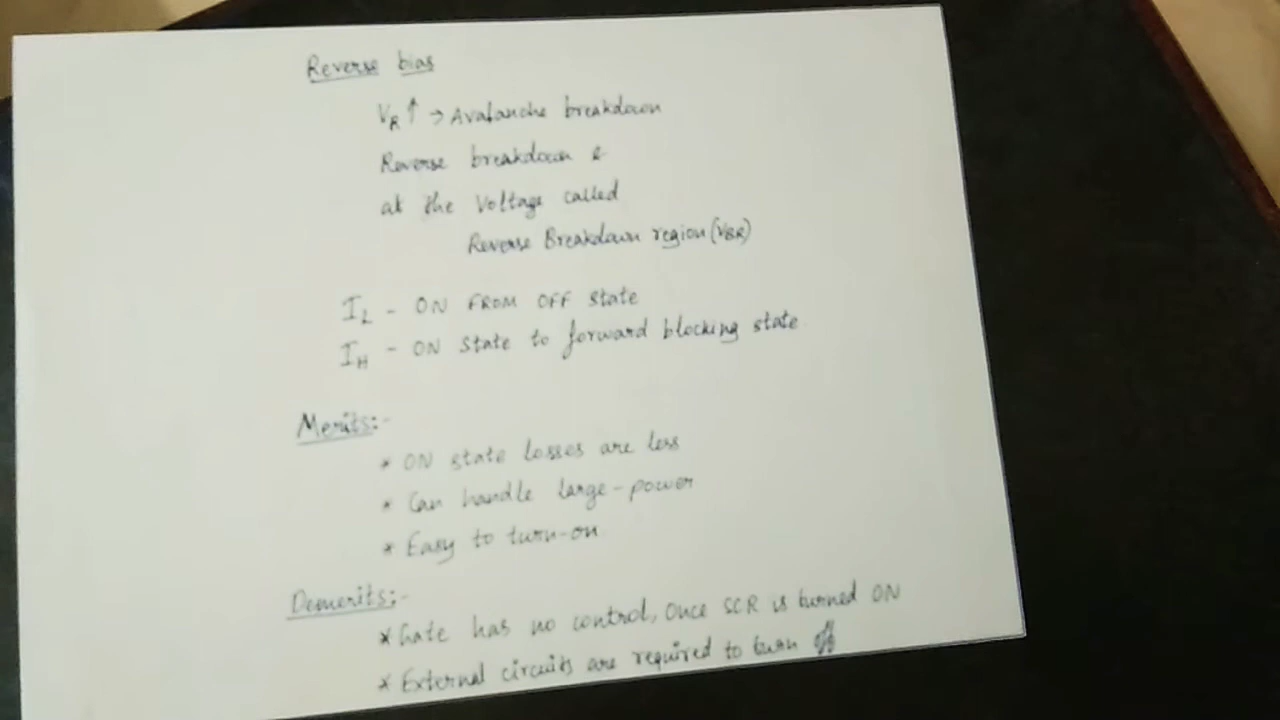 Reverse bias
VR↑ → Avalanche breakdown
Reverse breakdown &
at the Voltage called
Reverse Breakdown region (VBR)
IL - ON FROM OFF state
IH - ON state to forward blocking state
Merits:-
* ON state losses are less
* Can handle large-power
* Easy to turn-on
Demerits:-
* Gate has no control, Once SCR is turned ON
* External circuits are required to turn off